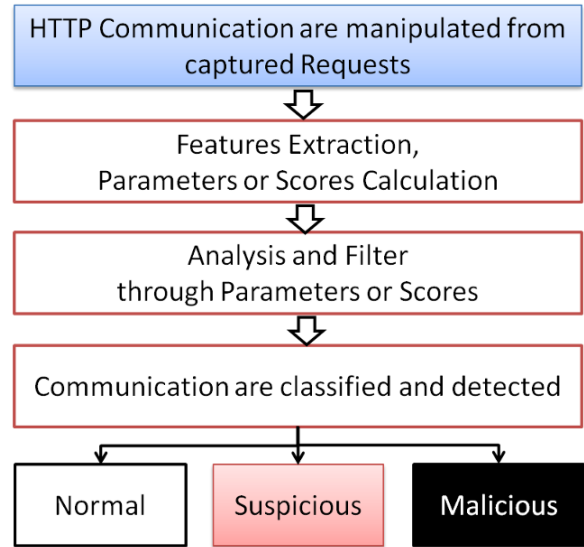 HTTP Communication are manipulated from
captured Requests
Features Extraction,
Parameters or Scores Calculation
Analysis and Filter
through Parameters or Scores
Communication are classified and detected
Normal
Suspicious
Malicious